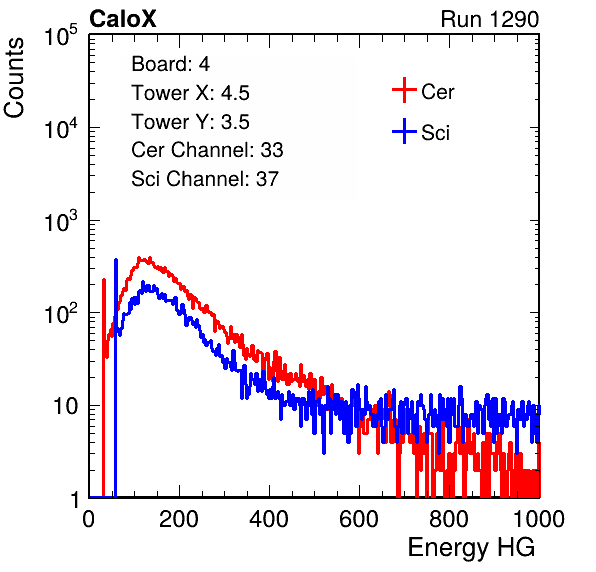 CaloX Run 1290
Counts
10^5
10^4
10^3
10^2
10
1
Board: 4
Tower X: 4.5
Tower Y: 3.5
Cer Channel: 33
Sci Channel: 37
Cer
Sci
0 200 400 600 800 1000
Energy HG